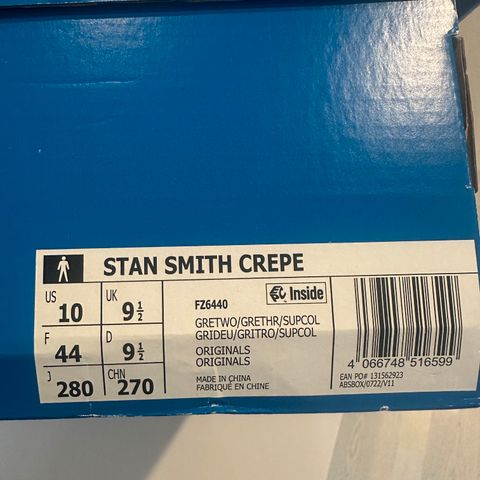 STAN SMITH CREPE
US 10
UK 9½
F 44
D 9½
J 280
CHN 270
FZ6440
Inside
GRETWO/GRETHR/SUPCOL
GRIDEU/GRITRO/SUPCOL
ORIGINALS
ORIGINALS
MADE IN CHINA
FABRIQUÉ EN CHINE
4 066748 516599
EAN PO# 131562923
ABSBOX/0722/V11